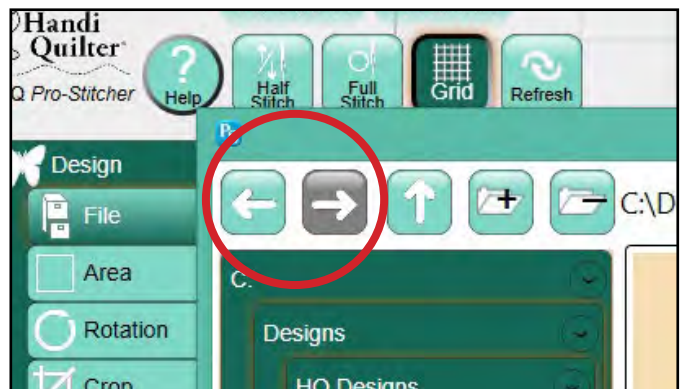 Handi
Quilter
Q Pro-Stitcher
Help
Half
Stitch
Full
Stitch
Grid
Refresh
Design
File
Area
Rotation
Crop
C:\D
C:
Designs
HQ Designs